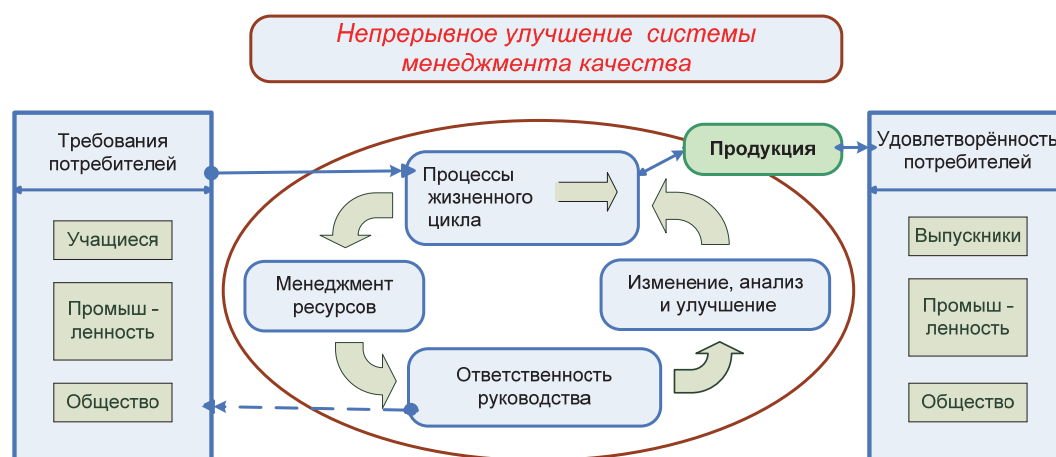 Непрерывное улучшение системы
менеджмента качества
Требования
потребителей
Учащиеся
Промыш -
ленность
Общество
Процессы
жизненного
цикла
Менеджмент
ресурсов
Ответственность
руководства
Изменение, анализ
и улучшение
Продукция
Удовлетворённость
потребителей
Выпускники
Промыш -
ленность
Общество